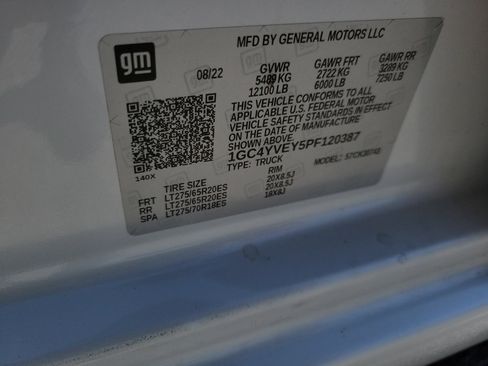 gm
MFD BY GENERAL MOTORS LLC
08/22 GVWR GAWR FRT GAWR RR
5489 KG 2722 KG 3289 KG
12100 LB 6000 LB 7250 LB
THIS VEHICLE CONFORMS TO ALL
APPLICABLE U.S. FEDERAL MOTOR
VEHICLE SAFETY STANDARDS IN EFFECT
ON THE DATE OF MANUFACTURE
SHOWN ABOVE.
1GC4YVEY5PF120387
140X TYPE: TRUCK MODEL:
TIRE SIZE RIM
FRT LT275/65R20ES 20X8.5J
RR LT275/65R20ES 20X8.5J
SPA LT275/70R18ES 18X8J